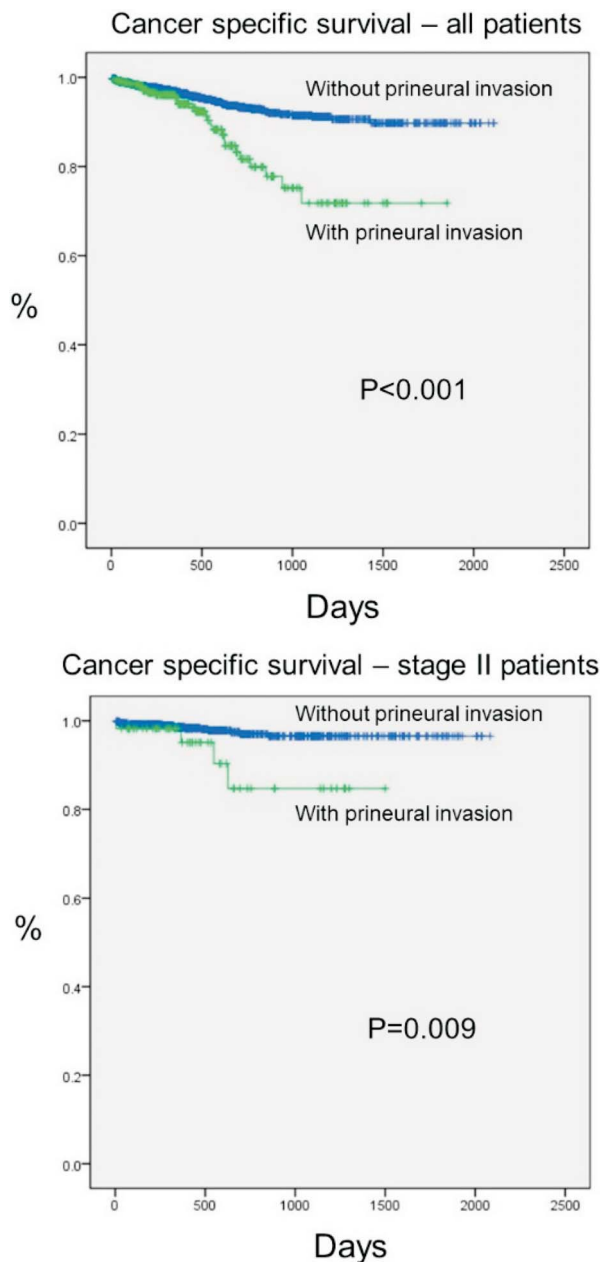 Cancer specific survival – all patients
1.0
Without prineural invasion
0.8
With prineural invasion
0.6
%
0.4
P<0.001
0.2
0.0
0 500 1000 1500 2000 2500
Days
Cancer specific survival – stage II patients
Without prineural invasion
1.0
With prineural invasion
0.8
0.6
%
0.4
P=0.009
0.2
0.0
0 500 1000 1500 2000 2500
Days